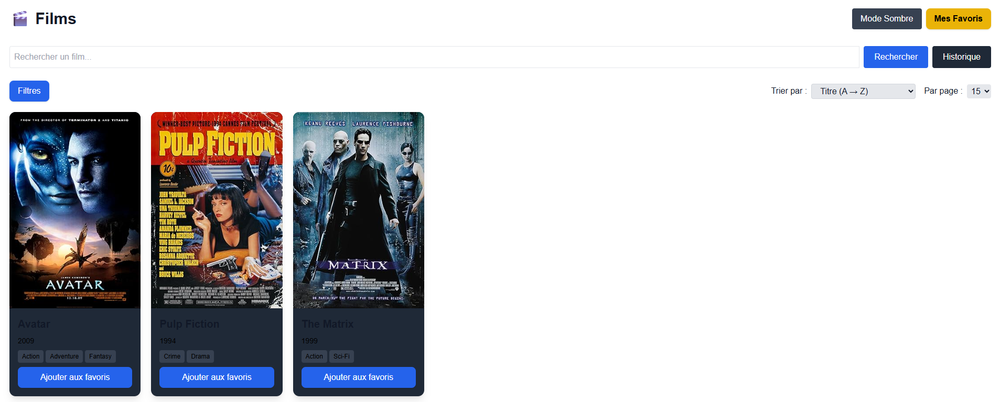 Films
Mode Sombre
Mes Favoris
Rechercher un film...
Rechercher
Historique
Filtres
Trier par :
Titre (A → Z)
Par page :
15
FROM THE DIRECTOR OF TERMINATOR 2 AND TITANIC
JAMES CAMERON'S
AVATAR
12.18.09
Avatar
2009
Action
Adventure
Fantasy
Ajouter aux favoris
WINNER-BEST PICTURE-1994 CANNES FILM FESTIVAL
PULP FICTION
a Quentin Tarantino film
10¢
produced by
Lawrence Bender
JOHN TRAVOLTA
SAMUEL L. JACKSON
UMA THURMAN
HARVEY KEITEL
TIM ROTH
AMANDA PLUMMER
MARIA de MEDEIROS
VING RHAMES
ERIC STOLTZ
ROSANNA ARQUETTE
CHRISTOPHER WALKEN
and
BRUCE WILLIS
MIRAMAX
Pulp Fiction
1994
Crime
Drama
Ajouter aux favoris
KEANU REEVES LAURENCE FISHBURNE
THE
MATRIX
ON MARCH 31ST THE FIGHT FOR THE FUTURE BEGINS.
The Matrix
1999
Action
Sci-Fi
Ajouter aux favoris